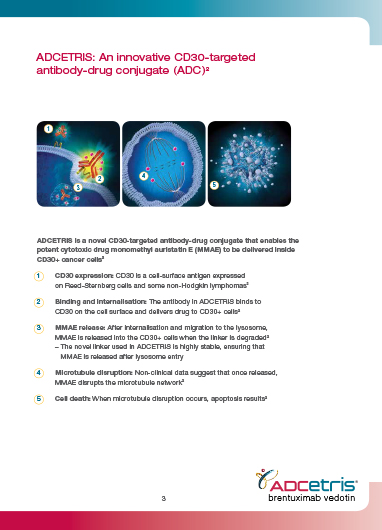 ADCETRIS: An innovative CD30-targeted
antibody-drug conjugate (ADC)²
1
2
3
4
5
ADCETRIS is a novel CD30-targeted antibody-drug conjugate that enables the
potent cytotoxic drug monomethyl auristatin E (MMAE) to be delivered inside
CD30+ cancer cells²
1 CD30 expression: CD30 is a cell-surface antigen expressed
on Reed-Sternberg cells and some non-Hodgkin lymphomas²
2 Binding and internalisation: The antibody in ADCETRIS binds to
CD30 on the cell surface and delivers drug to CD30+ cells²
3 MMAE release: After internalisation and migration to the lysosome,
MMAE is released into the CD30+ cells when the linker is degraded²
– The novel linker used in ADCETRIS is highly stable, ensuring that
MMAE is released after lysosome entry
4 Microtubule disruption: Non-clinical data suggest that once released,
MMAE disrupts the microtubule network²
5 Cell death: When microtubule disruption occurs, apoptosis results²
ADCETRIS®
brentuximab vedotin
3